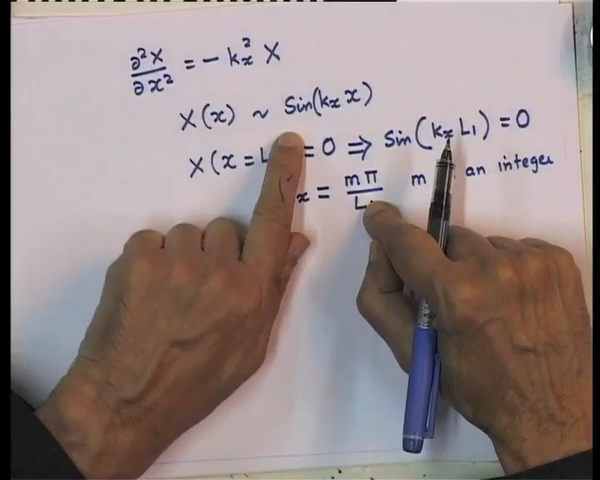 ∂²X/∂x² = - kx² X
X(x) ~ Sin(kx x)
X(x = L = 0 ⇒ Sin(kx L1) = 0
x = mπ/L m an integer